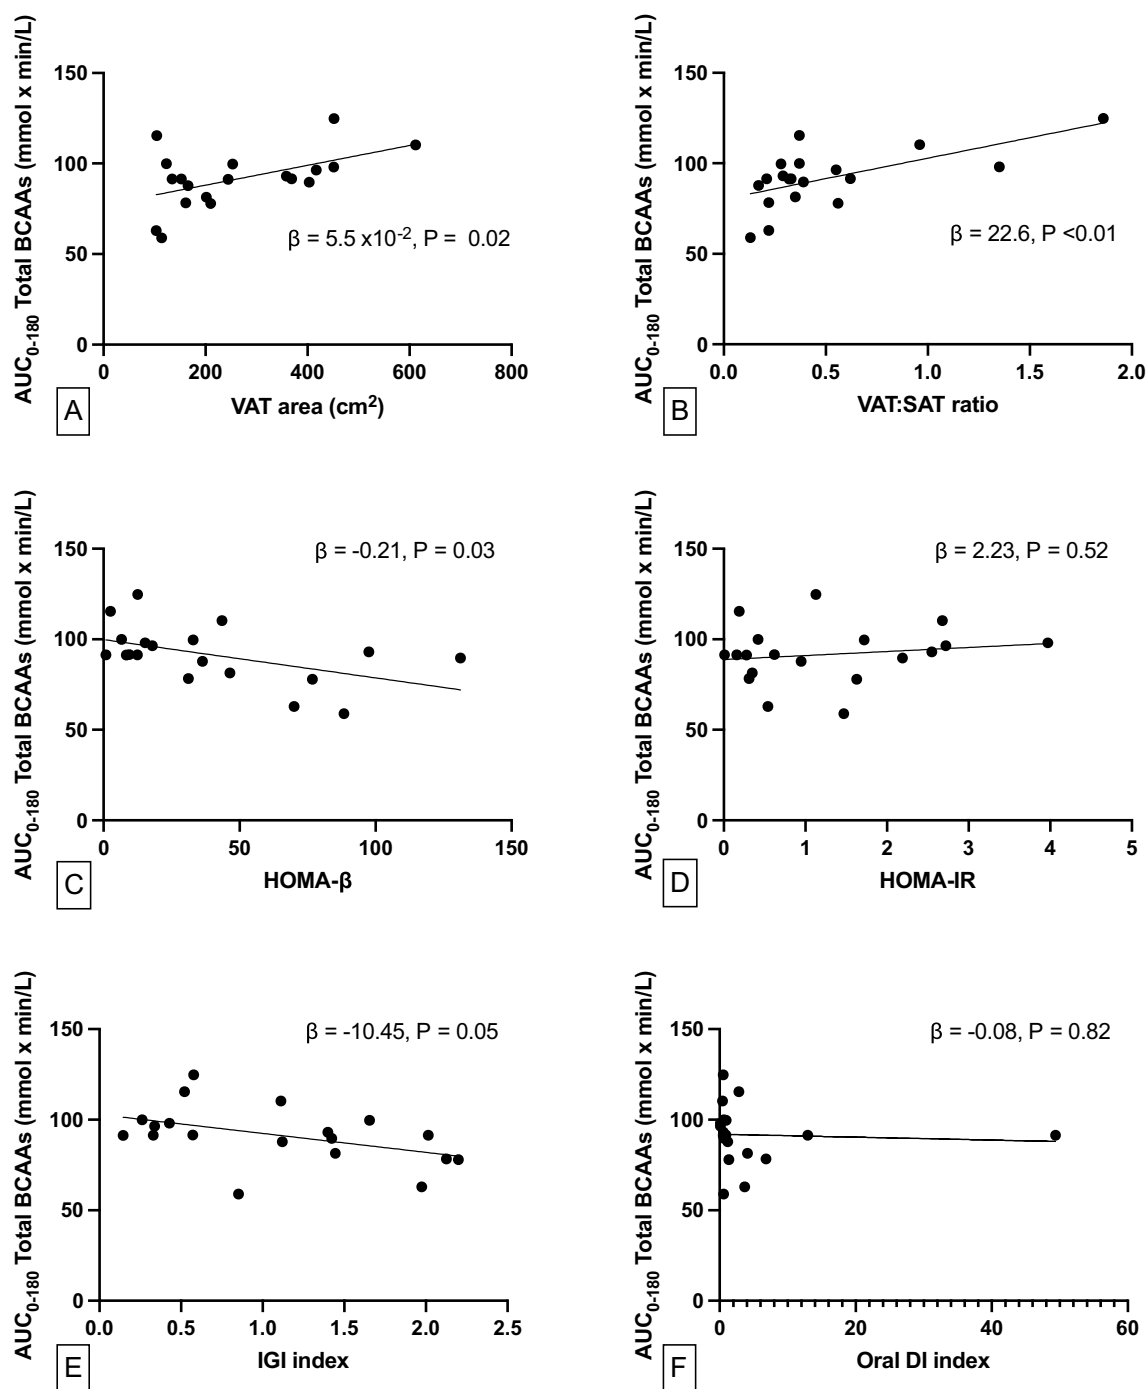 AUC0-180 Total BCAAs (mmol x min/L)
150
100
50
0
β = 5.5 x10-2, P = 0.02
0 200 400 600 800
VAT area (cm2)
A
AUC0-180 Total BCAAs (mmol x min/L)
150
100
50
0
β = 22.6, P <0.01
0.0 0.5 1.0 1.5 2.0
VAT:SAT ratio
B
AUC0-180 Total BCAAs (mmol x min/L)
150
100
50
0
β = -0.21, P = 0.03
0 50 100 150
HOMA-β
C
AUC0-180 Total BCAAs (mmol x min/L)
150
100
50
0
β = 2.23, P = 0.52
0 1 2 3 4 5
HOMA-IR
D
AUC0-180 Total BCAAs (mmol x min/L)
150
100
50
0
β = -10.45, P = 0.05
0.0 0.5 1.0 1.5 2.0 2.5
IGI index
E
AUC0-180 Total BCAAs (mmol x min/L)
150
100
50
0
β = -0.08, P = 0.82
0 20 40 60
Oral DI index
F